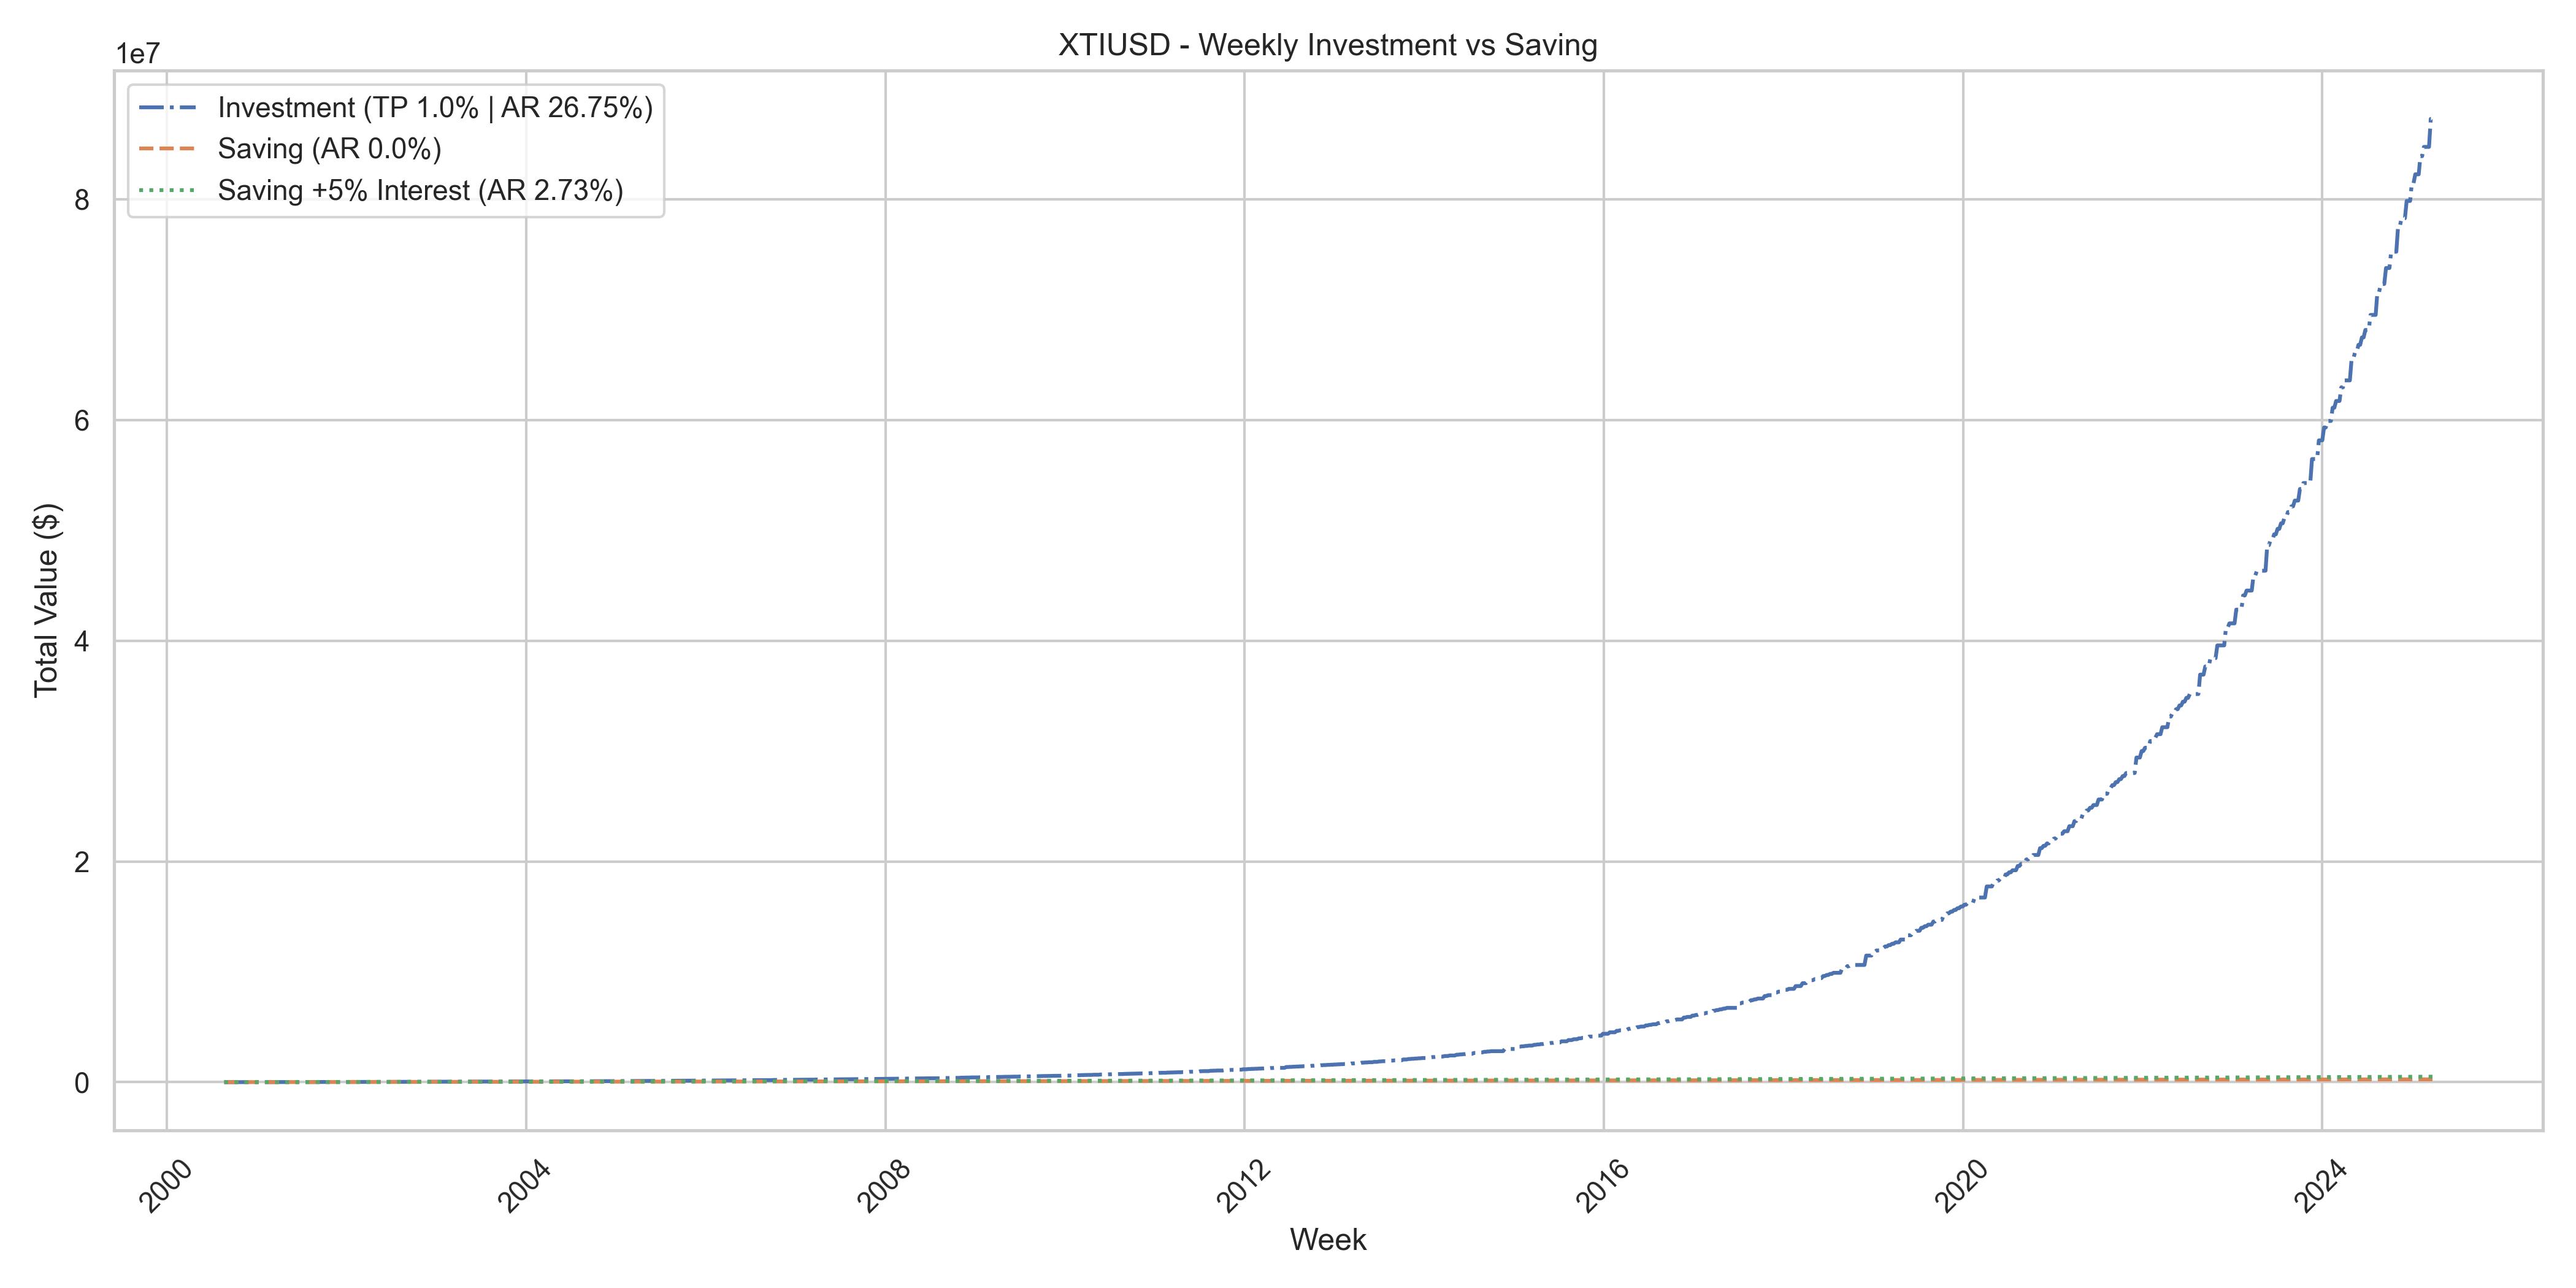 XTIUSD - Weekly Investment vs Saving
1e7
Investment (TP 1.0% | AR 26.75%)
Saving (AR 0.0%)
Saving +5% Interest (AR 2.73%)
8
6
4
2
0
Total Value ($)
2000
2004
2008
2012
2016
2020
2024
Week